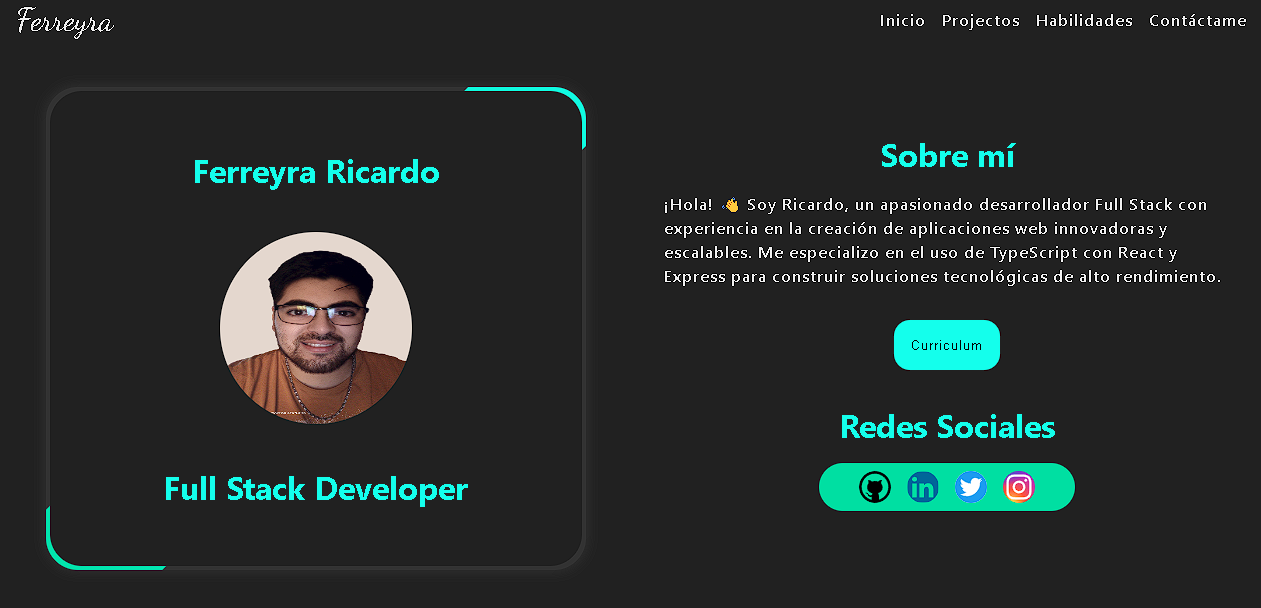 Ferreyra
Inicio Projectos Habilidades Contáctame
Ferreyra Ricardo
Full Stack Developer
Sobre mí
¡Hola! 👋 Soy Ricardo, un apasionado desarrollador Full Stack con
experiencia en la creación de aplicaciones web innovadoras y
escalables. Me especializo en el uso de TypeScript con React y
Express para construir soluciones tecnológicas de alto rendimiento.
Curriculum
Redes Sociales
in